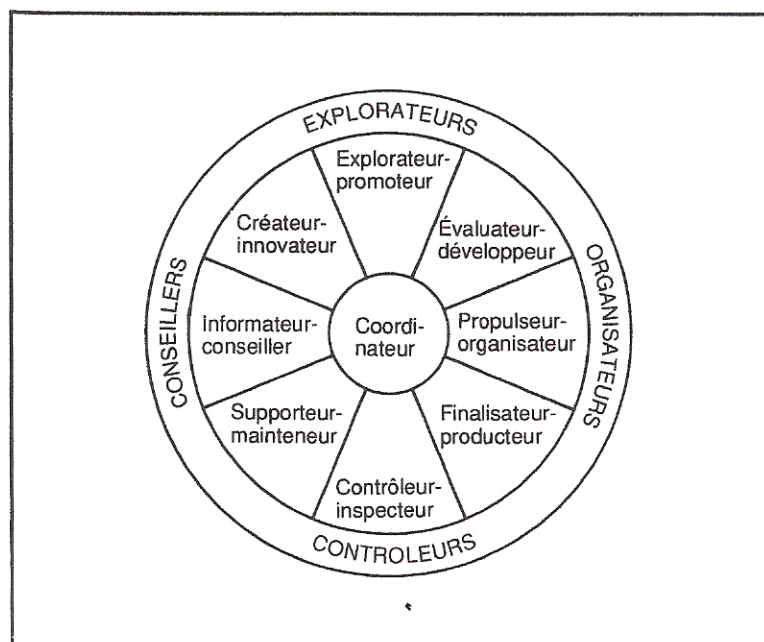 EXPLORATEURS
Explorateur-
promoteur
Créateur-
innovateur
Évaluateur-
développeur
CONSEILLERS
Informateur-
conseiller
Coordi-
nateur
Propulseur-
organisateur
ORGANISATEURS
Supporteur-
mainteneur
Finalisateur-
producteur
Contrôleur-
inspecteur
CONTROLEURS